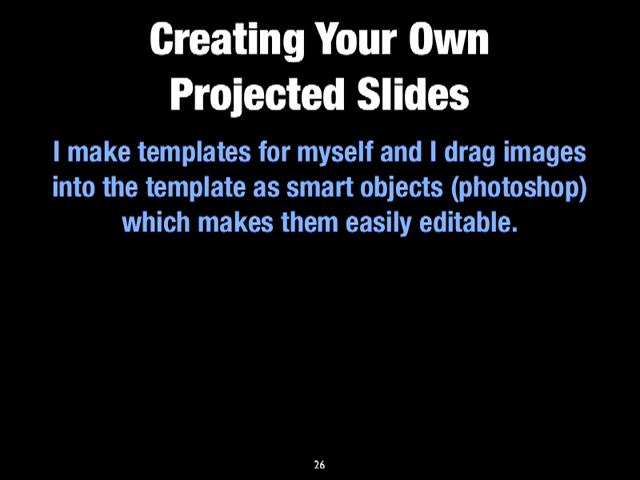 Creating Your Own
Projected Slides
I make templates for myself and I drag images
into the template as smart objects (photoshop)
which makes them easily editable.
26